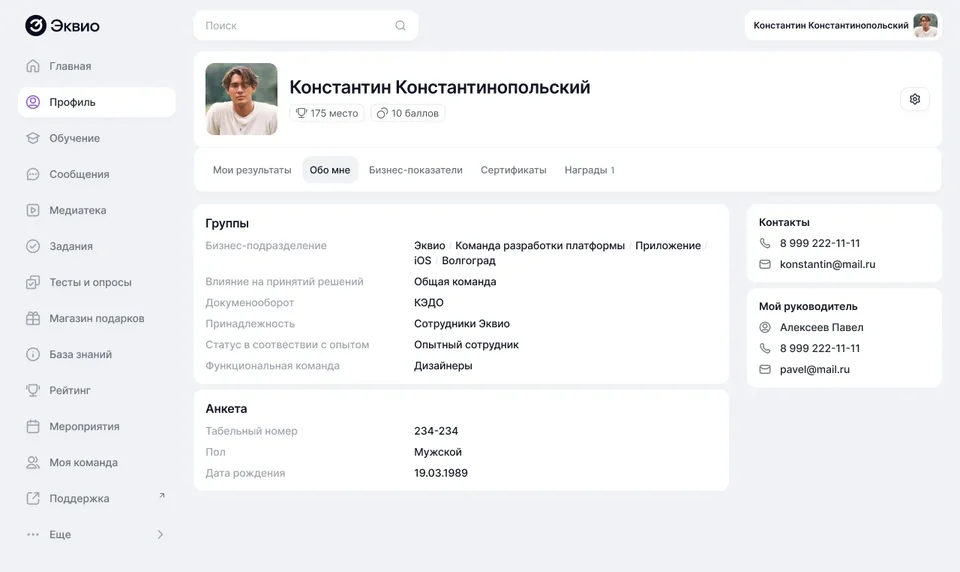 Эквио
Поиск
Константин Константинопольский
Главная
Профиль
Обучение
Сообщения
Медиатека
Задания
Тесты и опросы
Магазин подарков
База знаний
Рейтинг
Мероприятия
Моя команда
Поддержка
Еще
Константин Константинопольский
175 место
10 баллов
Мои результаты
Обо мне
Бизнес-показатели
Сертификаты
Награды 1
Группы
Бизнес-подразделение
Эквио / Команда разработки платформы / Приложение /
iOS / Волгоград
Влияние на принятий решений
Общая команда
Докуменооборот
КЭДО
Принадлежность
Сотрудники Эквио
Статус в соотвествии с опытом
Опытный сотрудник
Функциональная команда
Дизайнеры
Анкета
Табельный номер
234-234
Пол
Мужской
Дата рождения
19.03.1989
Контакты
8 999 222-11-11
konstantin@mail.ru
Мой руководитель
Алексеев Павел
8 999 222-11-11
pavel@mail.ru